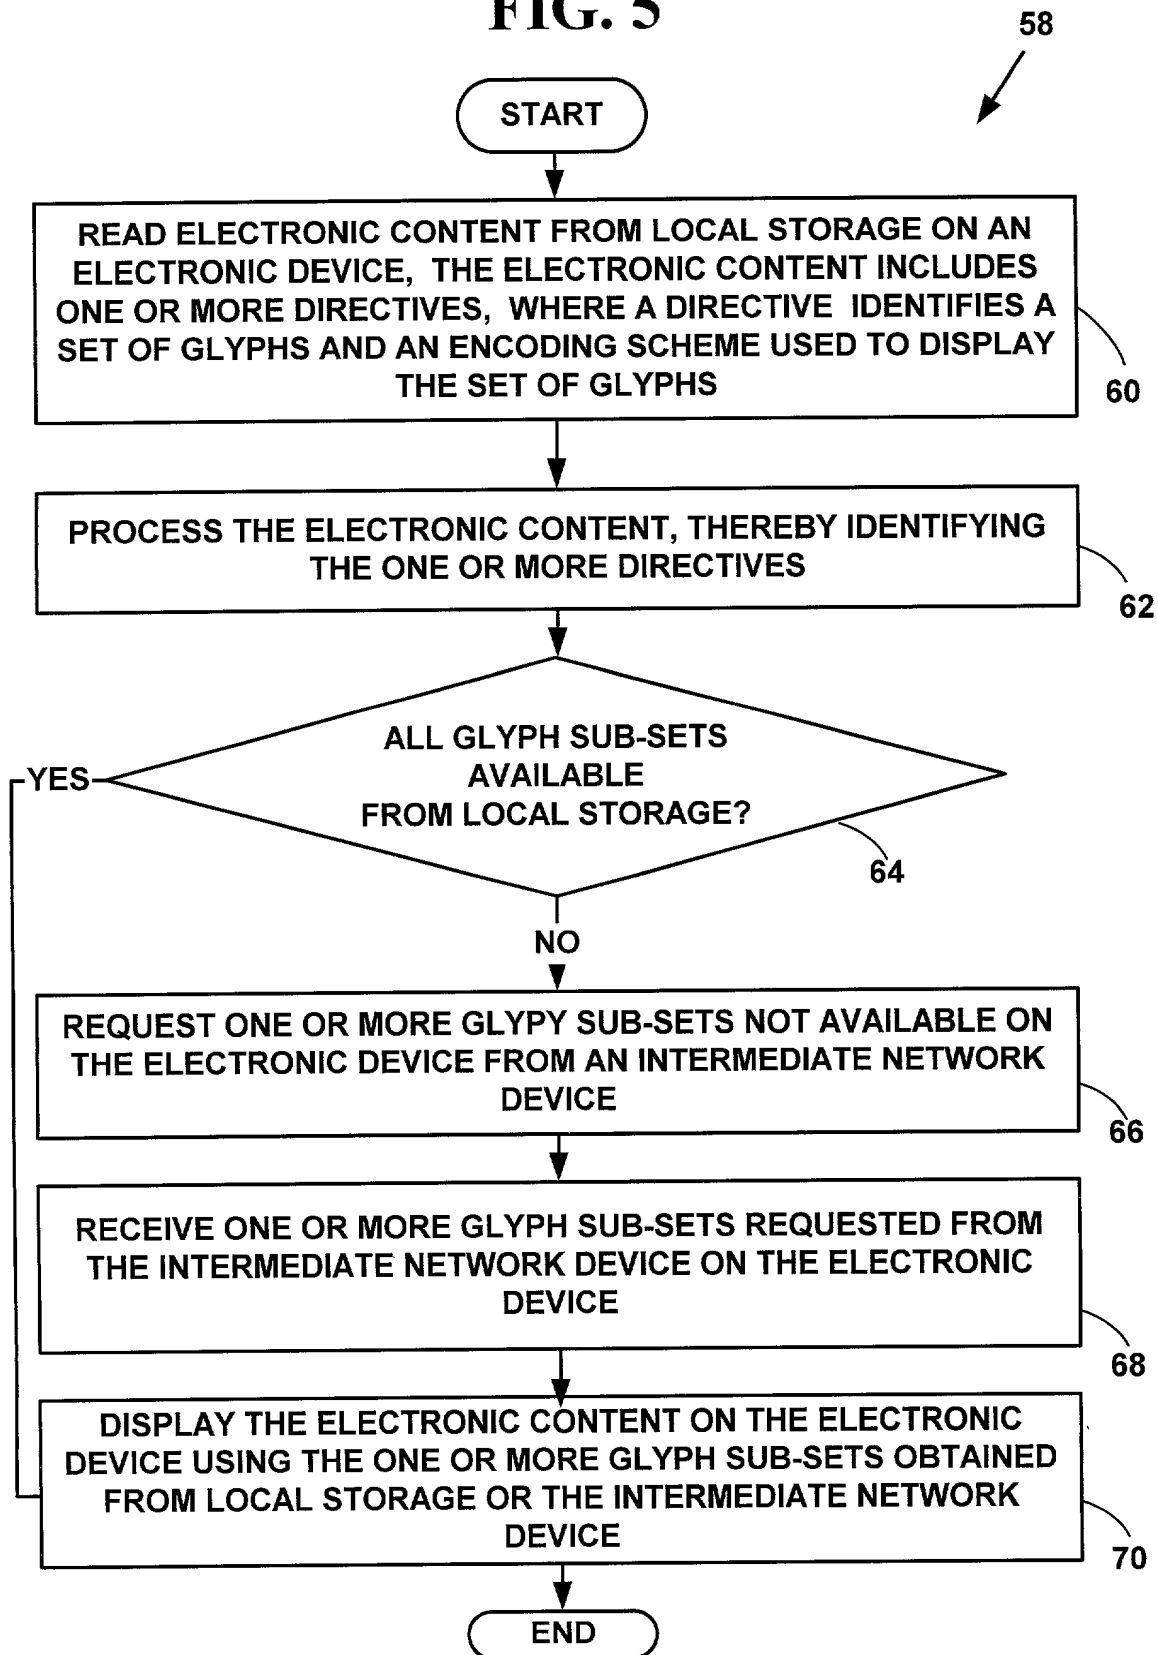 FIG. 5
58
START
READ ELECTRONIC CONTENT FROM LOCAL STORAGE ON AN
ELECTRONIC DEVICE, THE ELECTRONIC CONTENT INCLUDES
ONE OR MORE DIRECTIVES, WHERE A DIRECTIVE IDENTIFIES A
SET OF GLYPHS AND AN ENCODING SCHEME USED TO DISPLAY
THE SET OF GLYPHS
60
PROCESS THE ELECTRONIC CONTENT, THEREBY IDENTIFYING
THE ONE OR MORE DIRECTIVES
62
ALL GLYPH SUB-SETS
AVAILABLE
FROM LOCAL STORAGE?
YES
64
NO
REQUEST ONE OR MORE GLYPY SUB-SETS NOT AVAILABLE ON
THE ELECTRONIC DEVICE FROM AN INTERMEDIATE NETWORK
DEVICE
66
RECEIVE ONE OR MORE GLYPH SUB-SETS REQUESTED FROM
THE INTERMEDIATE NETWORK DEVICE ON THE ELECTRONIC
DEVICE
68
DISPLAY THE ELECTRONIC CONTENT ON THE ELECTRONIC
DEVICE USING THE ONE OR MORE GLYPH SUB-SETS OBTAINED
FROM LOCAL STORAGE OR THE INTERMEDIATE NETWORK
DEVICE
70
END